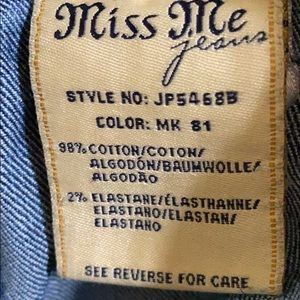 Miss Me
jeans
STYLE NO: JP5468B
COLOR: MK 81
98% COTTON/COTON/
ALGODÓN/BAUMWOLLE/
ALGODÃO
2% ELASTANE/ÉLASTHANNE/
ELASTANO/ELASTAN/
ELASTANO
SEE REVERSE FOR CARE